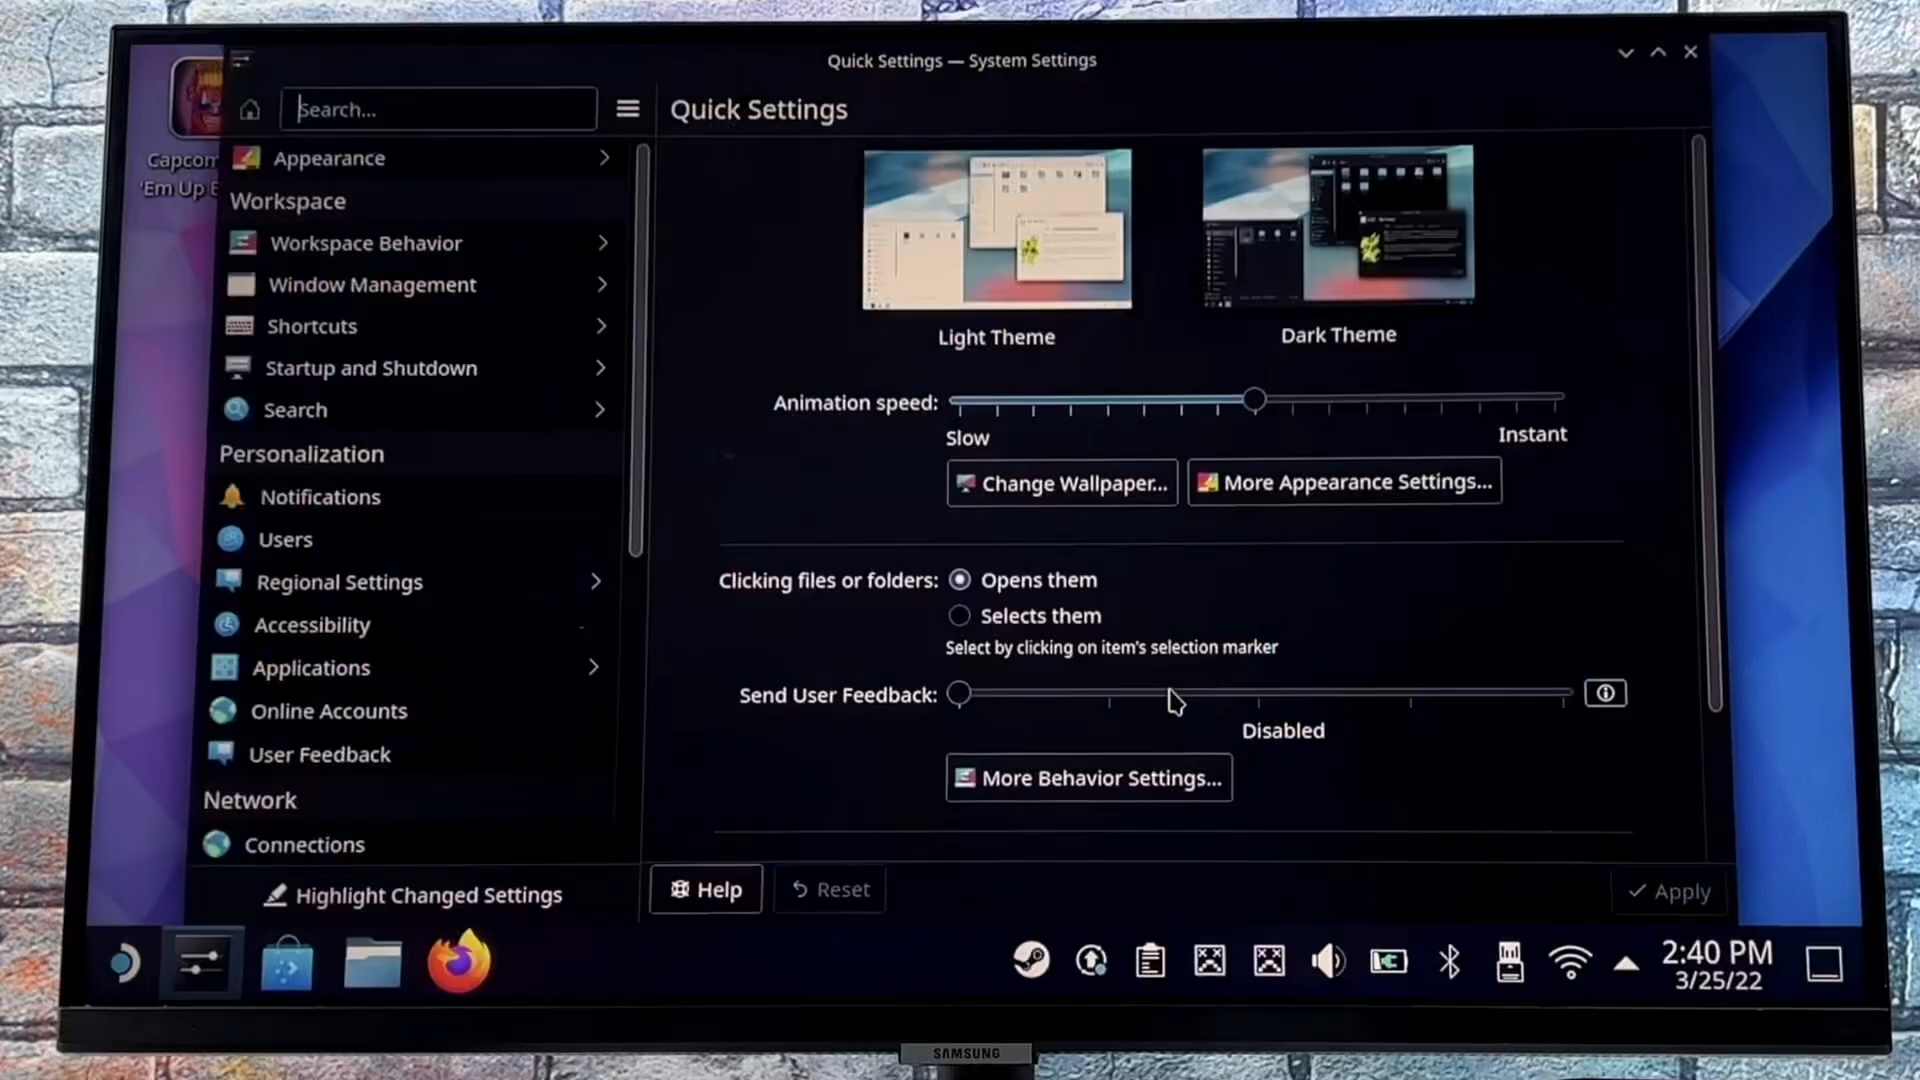 Quick Settings — System Settings
Capcom
'Em Up B
Search...
Quick Settings
Appearance
Workspace
Workspace Behavior
Window Management
Shortcuts
Startup and Shutdown
Search
Personalization
Notifications
Users
Regional Settings
Accessibility
Applications
Online Accounts
User Feedback
Network
Connections
Highlight Changed Settings
Light Theme
Dark Theme
Animation speed:
Slow
Instant
Change Wallpaper...
More Appearance Settings...
Clicking files or folders:
Opens them
Selects them
Select by clicking on item's selection marker
Send User Feedback:
Disabled
More Behavior Settings...
Help
Reset
Apply
2:40 PM
3/25/22
SAMSUNG